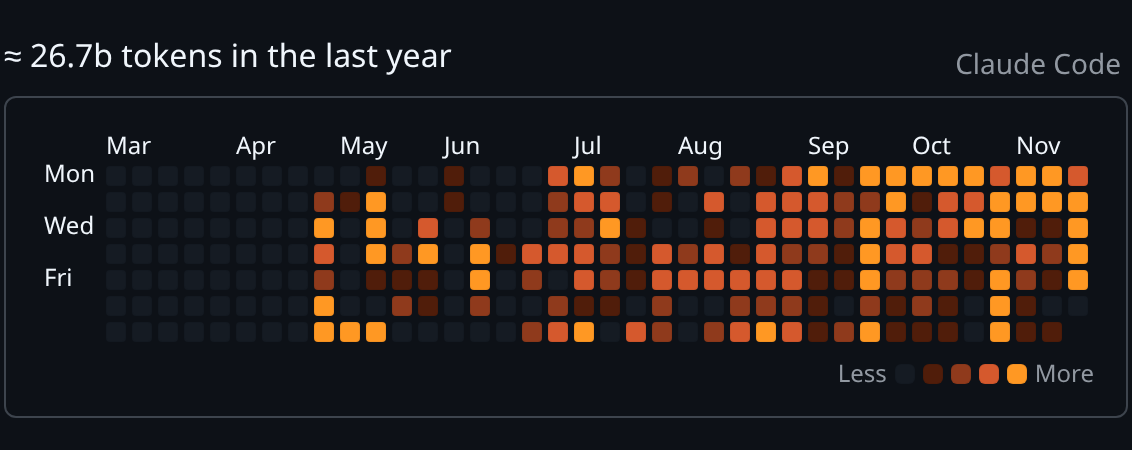 ≈ 26.7b tokens in the last year
Claude Code
Mar Apr May Jun Jul Aug Sep Oct Nov
Mon
Wed
Fri
Less More